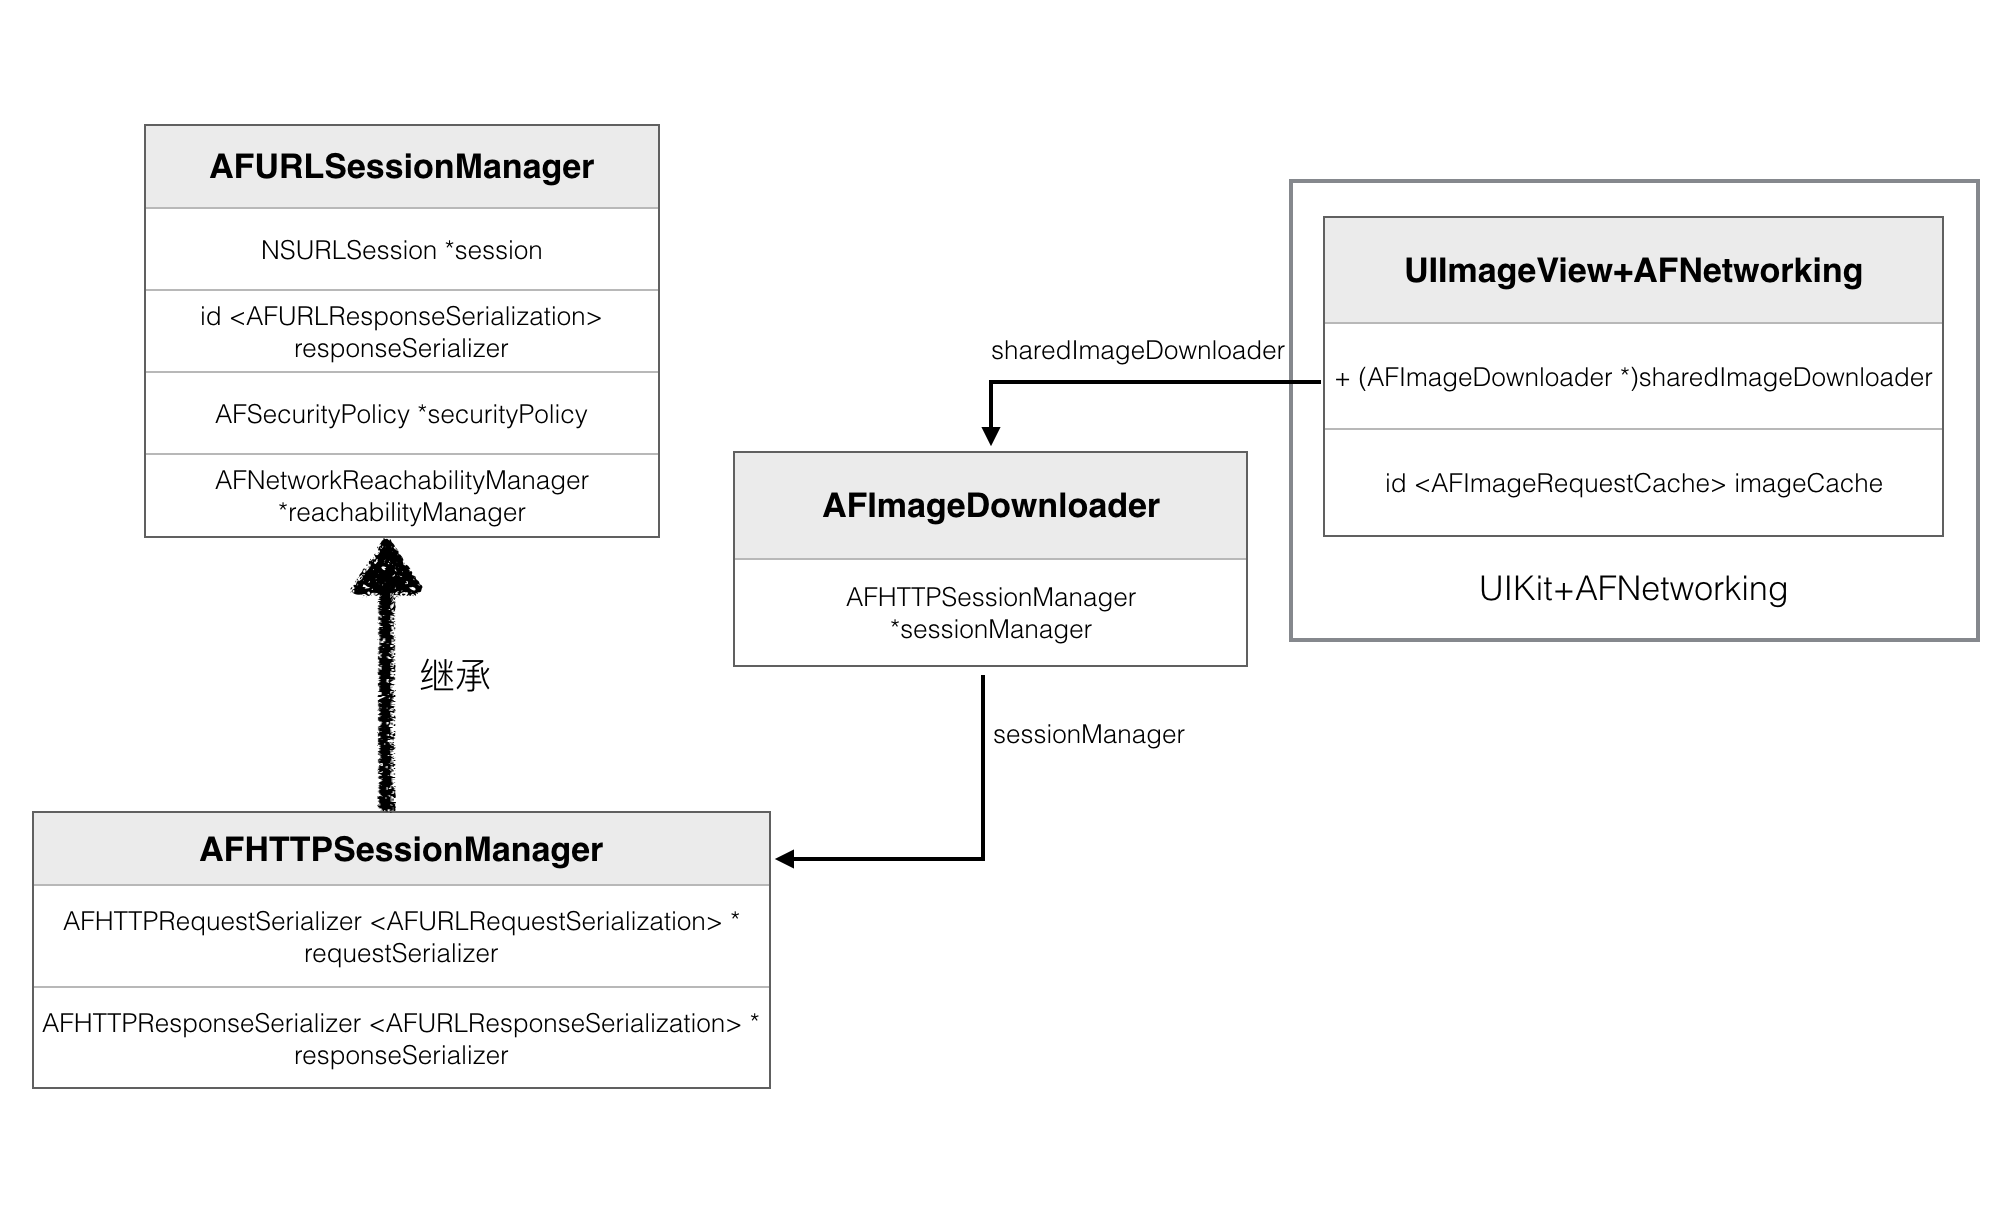 AFURLSessionManager
NSURLSession *session
id <AFURLResponseSerialization>
responseSerializer
AFSecurityPolicy *securityPolicy
AFNetworkReachabilityManager
*reachabilityManager
继承
AFHTTPSessionManager
AFHTTPRequestSerializer <AFURLRequestSerialization> *
requestSerializer
AFHTTPResponseSerializer <AFURLResponseSerialization> *
responseSerializer
sharedImageDownloader
AFImageDownloader
AFHTTPSessionManager
*sessionManager
sessionManager
UIImageView+AFNetworking
+ (AFImageDownloader *)sharedImageDownloader
id <AFImageRequestCache> imageCache
UIKit+AFNetworking